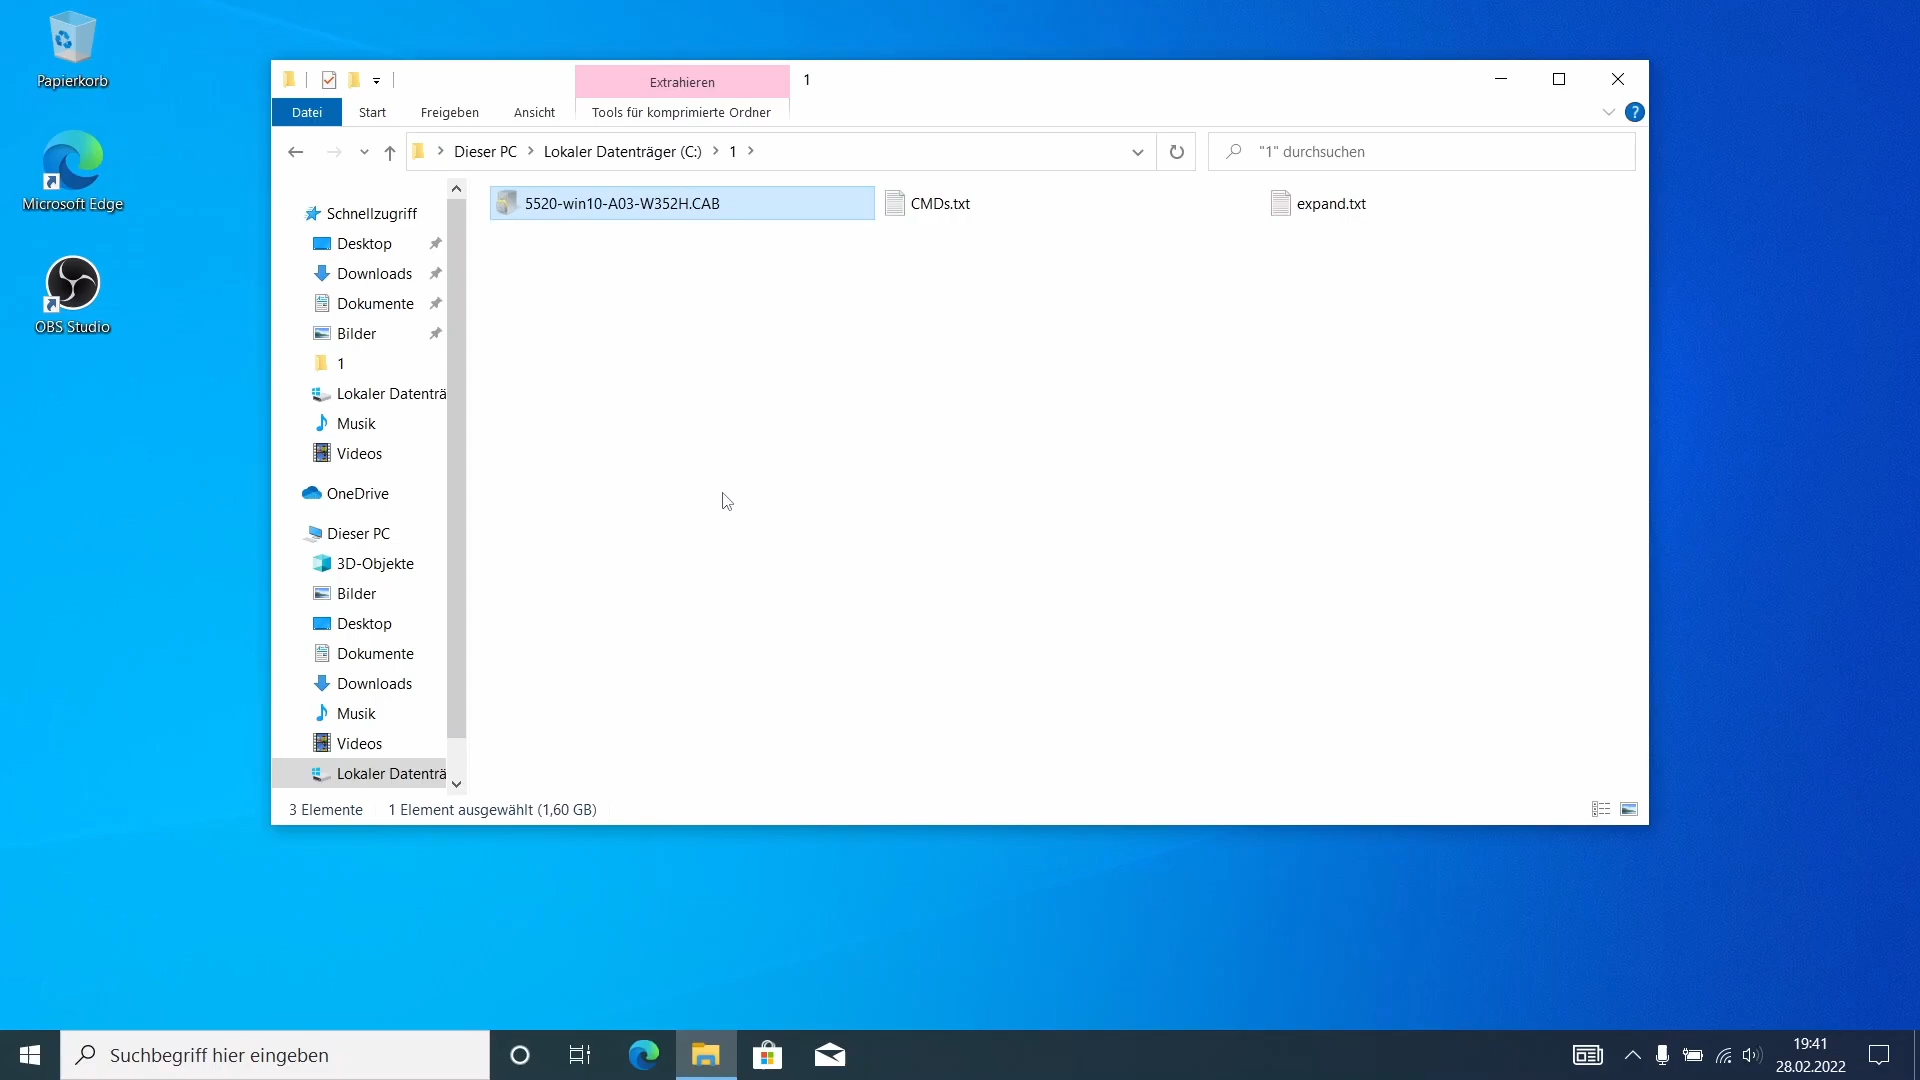 Papierkorb
Microsoft Edge
OBS Studio
Extrahieren
1
Datei
Start
Freigeben
Ansicht
Tools für komprimierte Ordner
?
Dieser PC
Lokaler Datenträger (C:)
1
"1" durchsuchen
Schnellzugriff
Desktop
Downloads
Dokumente
Bilder
1
Lokaler Datenträ
Musik
Videos
OneDrive
Dieser PC
3D-Objekte
Bilder
Desktop
Dokumente
Downloads
Musik
Videos
Lokaler Datenträ
5520-win10-A03-W352H.CAB
CMDs.txt
expand.txt
3 Elemente
1 Element ausgewählt (1,60 GB)
Suchbegriff hier eingeben
19:41
28.02.2022